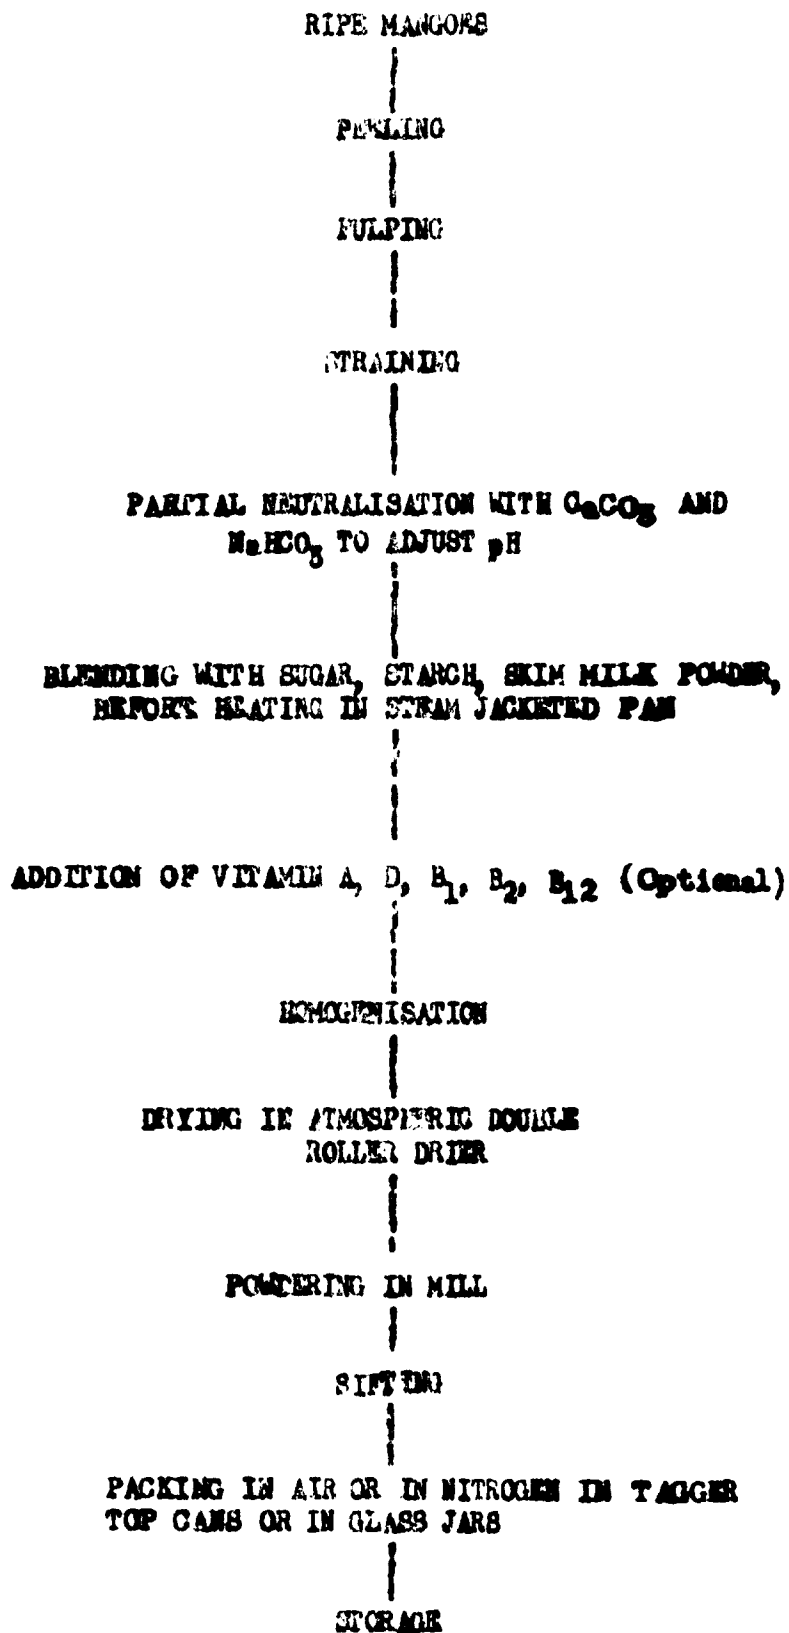 RIPE MANGOES
PEELING
PULPING
STRAINING
PARTIAL NEUTRALISATION WITH CaCO₃ AND
NaHCO₃ TO ADJUST pH
BLENDING WITH SUGAR, STARCH, SKIM MILK POWDER,
BEFORE HEATING IN STEAM JACKETED PAN
ADDITION OF VITAMIN A, D, B₁, B₂, B₁₂ (Optional)
HOMOGENISATION
DRYING IN ATMOSPHERIC DOUBLE
ROLLER DRIER
POWDERING IN MILL
SIFTING
PACKING IN AIR OR IN NITROGEN IN TAGGER
TOP CANS OR IN GLASS JARS
STORAGE